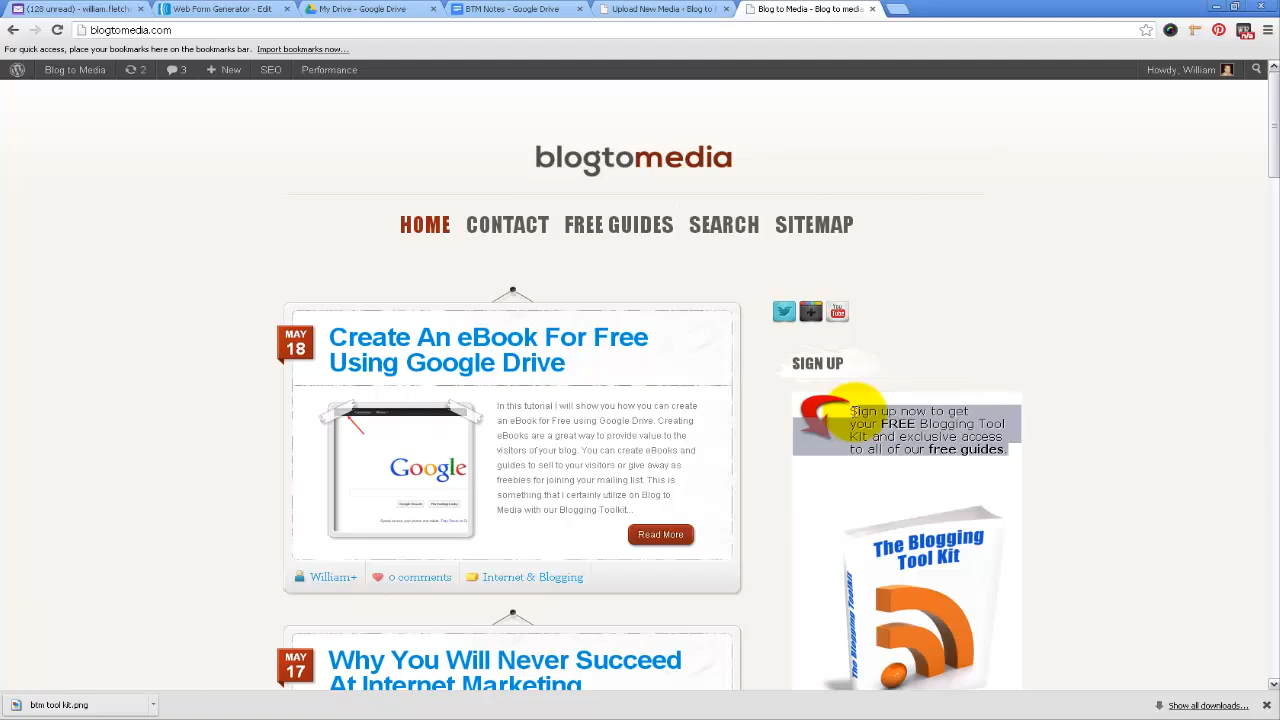 (128 unread) - william.fletch
Web Form Generator - Edit
My Drive - Google Drive
BTM Notes - Google Drive
Upload New Media ‹ Blog to M
Blog to Media - Blog to media
blogtomedia.com
For quick access, place your bookmarks here on the bookmarks bar. Import bookmarks now...
Blog to Media 2 3 + New SEO Performance Howdy, William
blogtomedia
HOME CONTACT FREE GUIDES SEARCH SITEMAP
MAY
18
Create An eBook For Free
Using Google Drive
In this tutorial I will show you how you can create
an eBook for Free using Google Drive. Creating
eBooks are a great way to provide value to the
visitors of your blog. You can create eBooks and
guides to sell to your visitors or give away as
freebies for joining your mailing list. This is
something that I certainly utilize on Blog to
Media with our Blogging Toolkit...
Google
Read More
William+ 0 comments Internet & Blogging
MAY
17
Why You Will Never Succeed
At Internet Marketing
You
Tube
SIGN UP
Sign up now to get
your FREE Blogging Tool
Kit and exclusive access
to all of our free guides.
The Blogging
Tool Kit
The Blogging Toolkit
btm tool kit.png
Show all downloads...